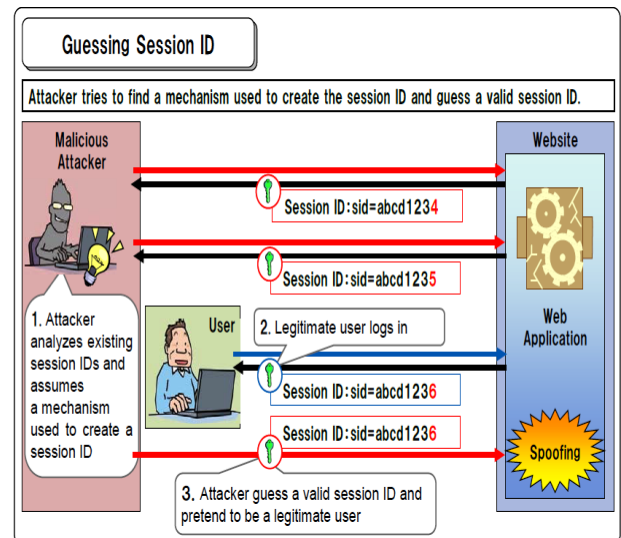 Guessing Session ID
Attacker tries to find a mechanism used to create the session ID and guess a valid session ID.
Malicious
Attacker
Website
Session ID:sid=abcd1234
Session ID:sid=abcd1235
1. Attacker
analyzes existing
session IDs and
assumes
a mechanism
used to create a
session ID
User
2. Legitimate user logs in
Web
Application
Session ID:sid=abcd1236
Session ID:sid=abcd1236
Spoofing
3. Attacker guess a valid session ID and
pretend to be a legitimate user